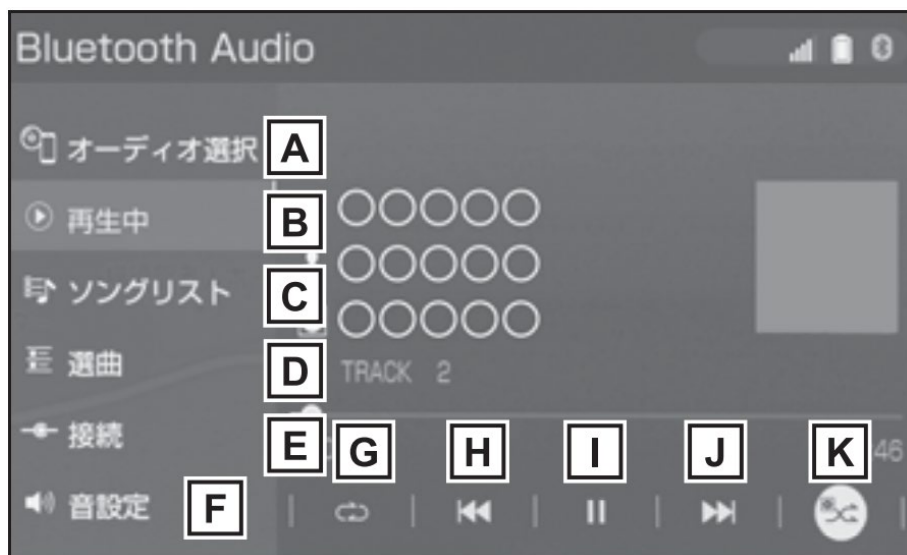 Bluetooth Audio
オーディオ選択 A
再生中 B ○○○○○
ソングリスト C ○○○○○
○○○○○
選曲 D TRACK 2
接続 E 46
G H I J K
音設定 F